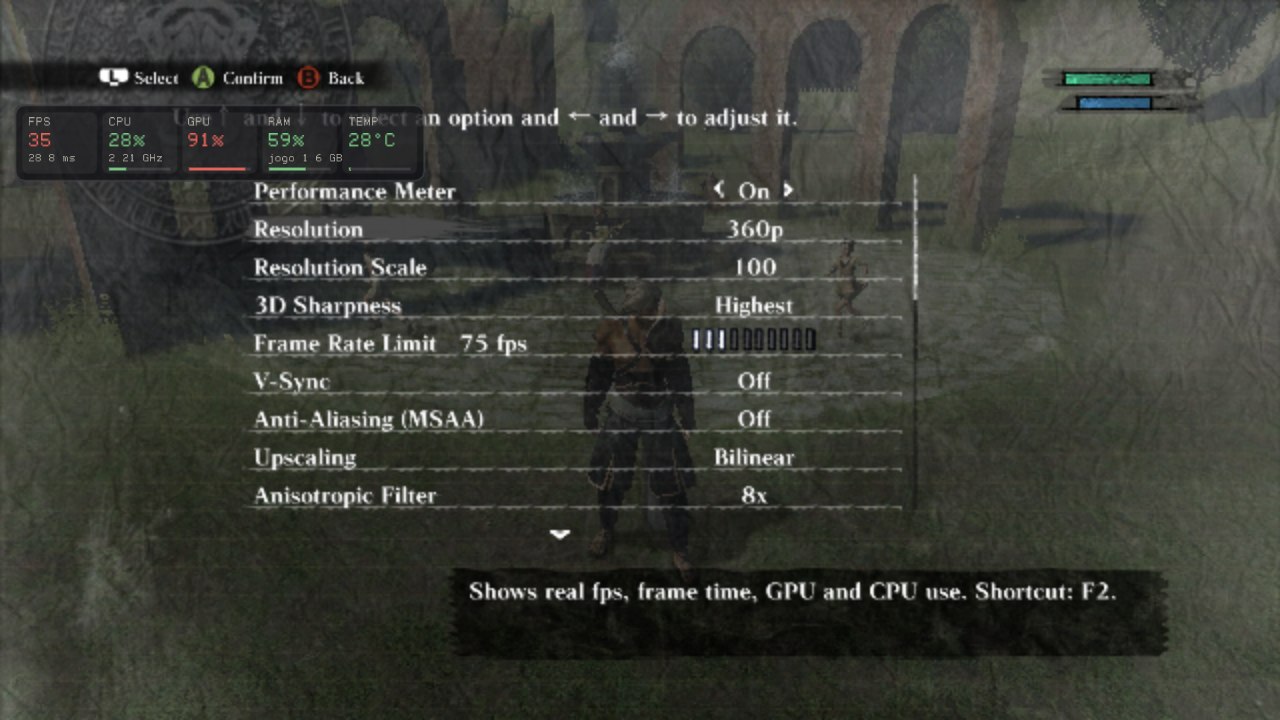 Select A Confirm B Back
an option and ← and → to adjust it.
FPS CPU GPU RAM TEMP
35 28% 91% 59% 28°C
28 8 ms 2 21 GHz jogo 1 6 GB
Performance Meter On
Resolution 360p
Resolution Scale 100
3D Sharpness Highest
Frame Rate Limit 75 fps
V-Sync Off
Anti-Aliasing (MSAA) Off
Upscaling Bilinear
Anisotropic Filter 8x
Shows real fps, frame time, GPU and CPU use. Shortcut: F2.